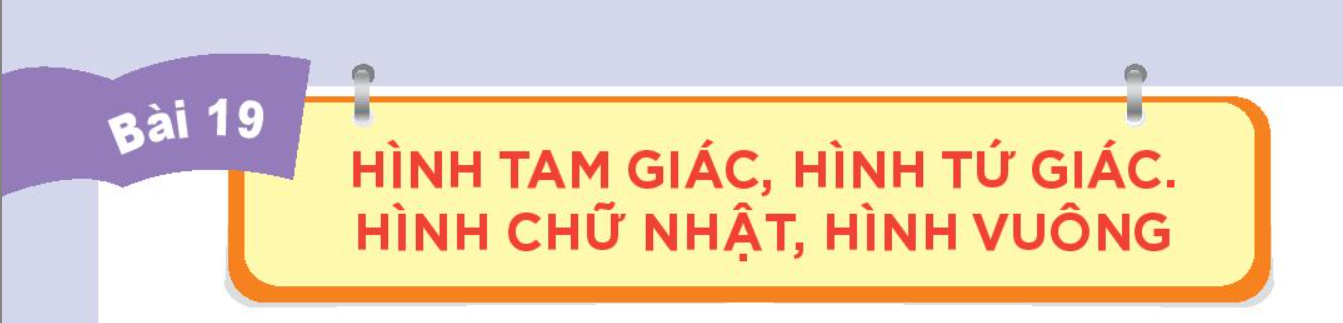 Bài 19
HÌNH TAM GIÁC, HÌNH TỨ GIÁC.
HÌNH CHỮ NHẬT, HÌNH VUÔNG